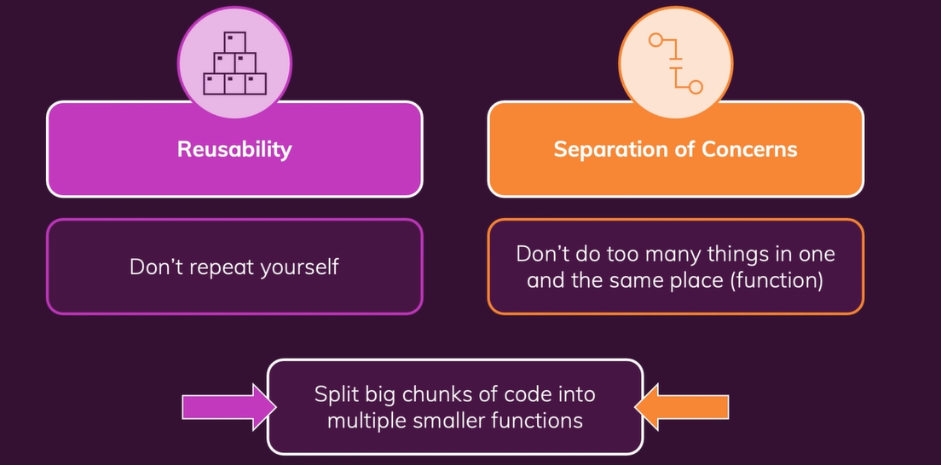 Reusability
Separation of Concerns
Don't repeat yourself
Don't do too many things in one
and the same place (function)
Split big chunks of code into
multiple smaller functions